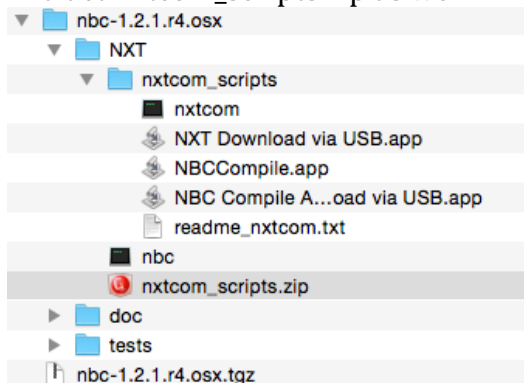 nbc-1.2.1.r4.osx
NXT
nxtcom_scripts
nxtcom
NXT Download via USB.app
NBCCompile.app
NBC Compile A...oad via USB.app
readme_nxtcom.txt
nbc
nxtcom_scripts.zip
doc
tests
nbc-1.2.1.r4.osx.tgz